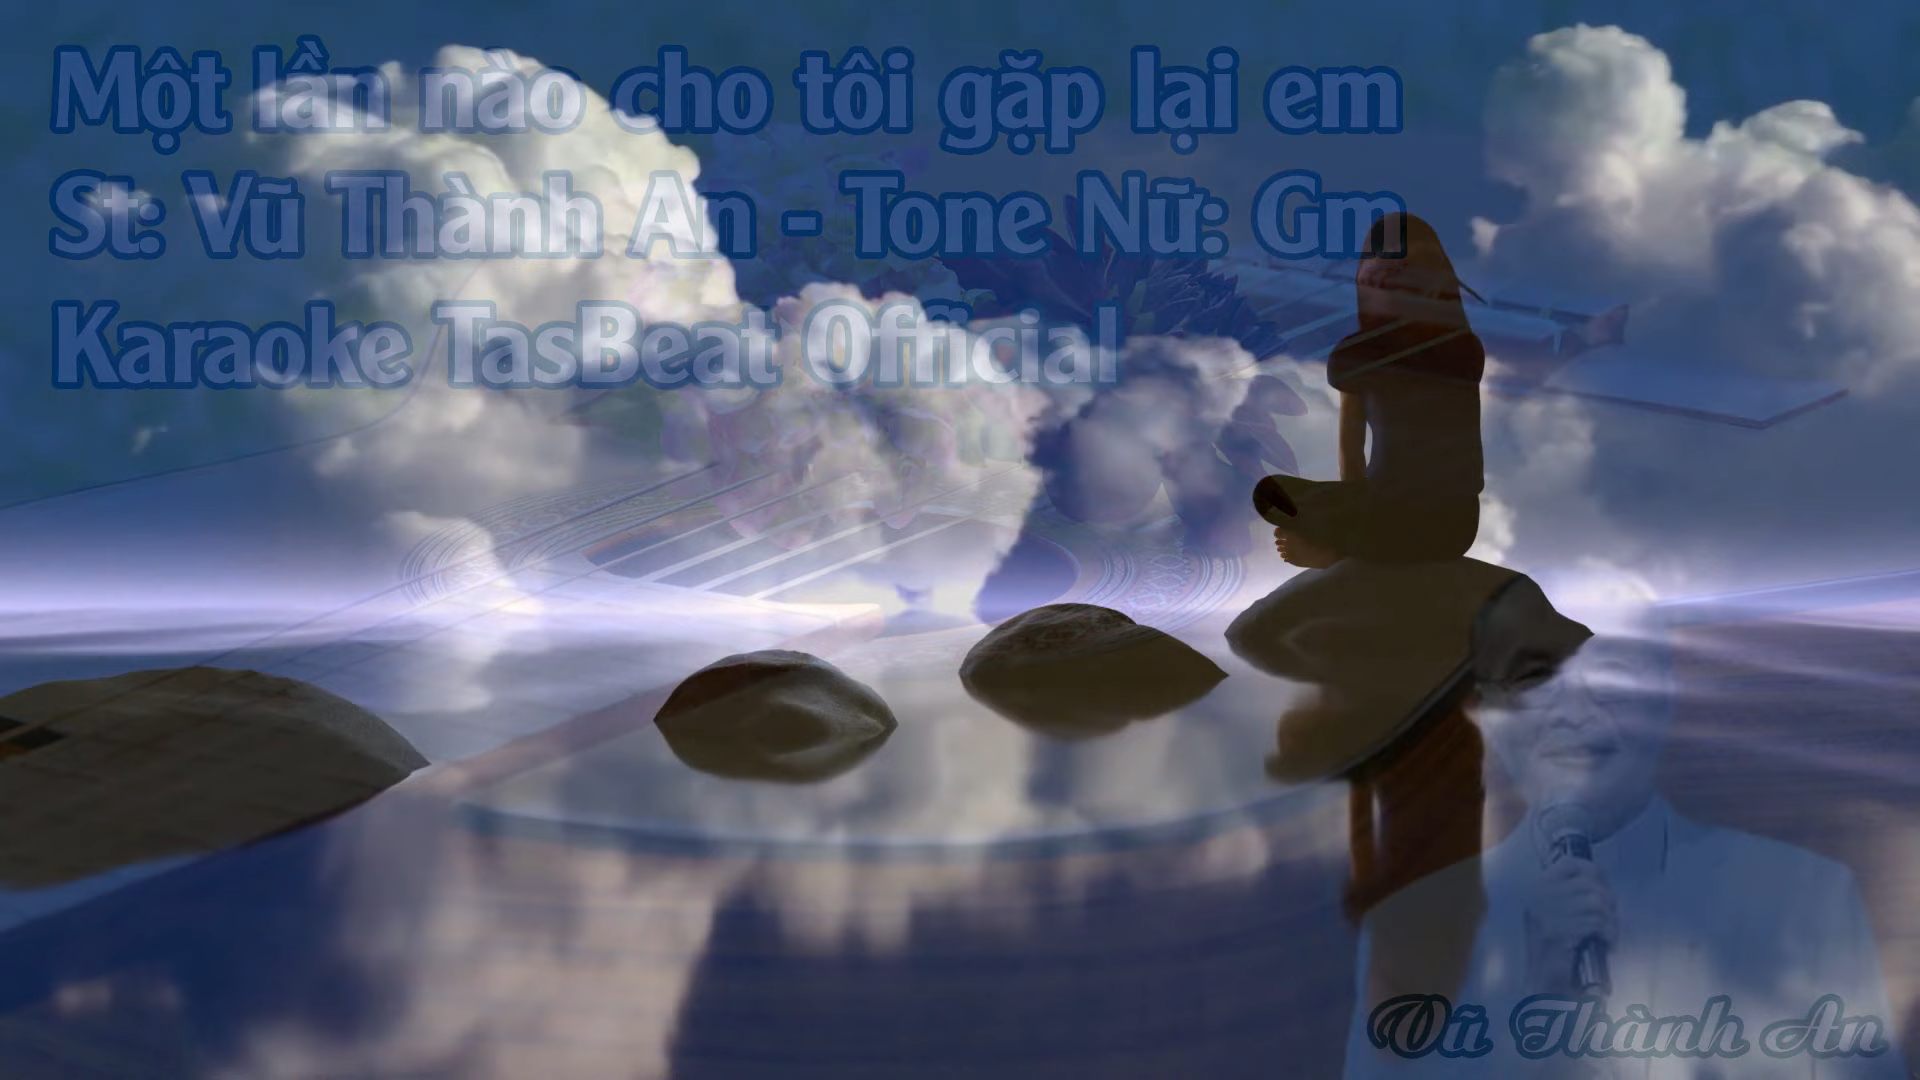 Một lần nào cho tôi gặp lại em
St: Vũ Thành An - Tone Nữ: Gm
Karaoke TasBeat Official
Vũ Thành An